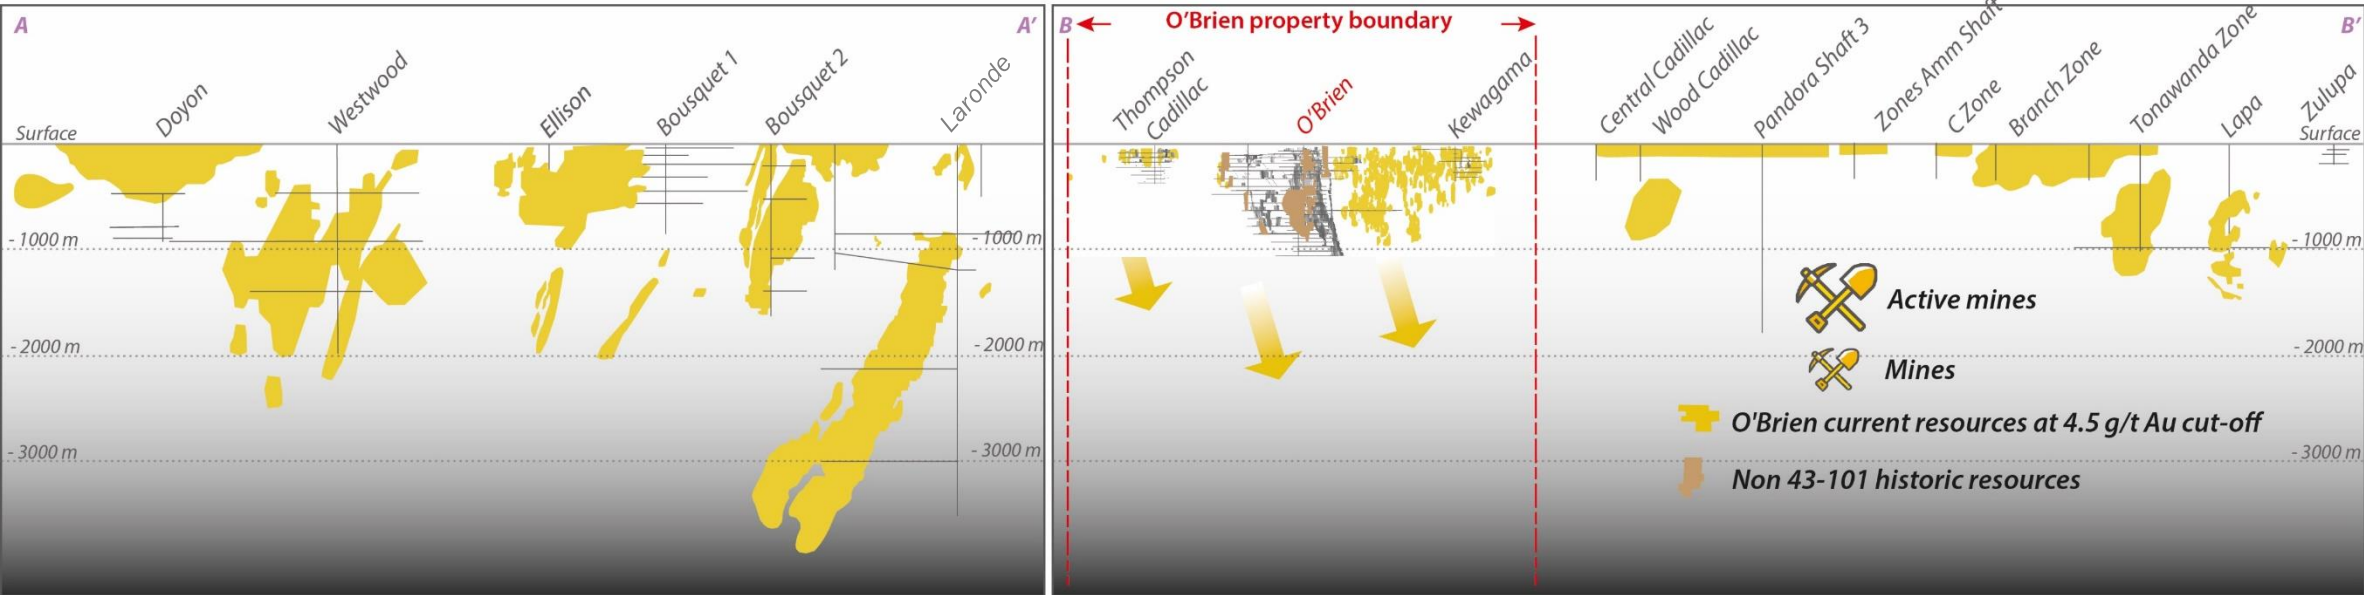 A
A'
B
O'Brien property boundary
B'
Doyon
Westwood
Ellison
Bousquet 1
Bousquet 2
Laronde
Thompson
Cadillac
O'Brien
Kewagama
Central Cadillac
Wood Cadillac
Pandora Shaft 3
Zones Amm Shaft
C Zone
Branch Zone
Tonawanda Zone
Lapa
Zulupa
Surface
Surface
- 1000 m
- 1000 m
- 1000 m
Active mines
- 2000 m
- 2000 m
- 2000 m
Mines
O'Brien current resources at 4.5 g/t Au cut-off
- 3000 m
- 3000 m
- 3000 m
Non 43-101 historic resources